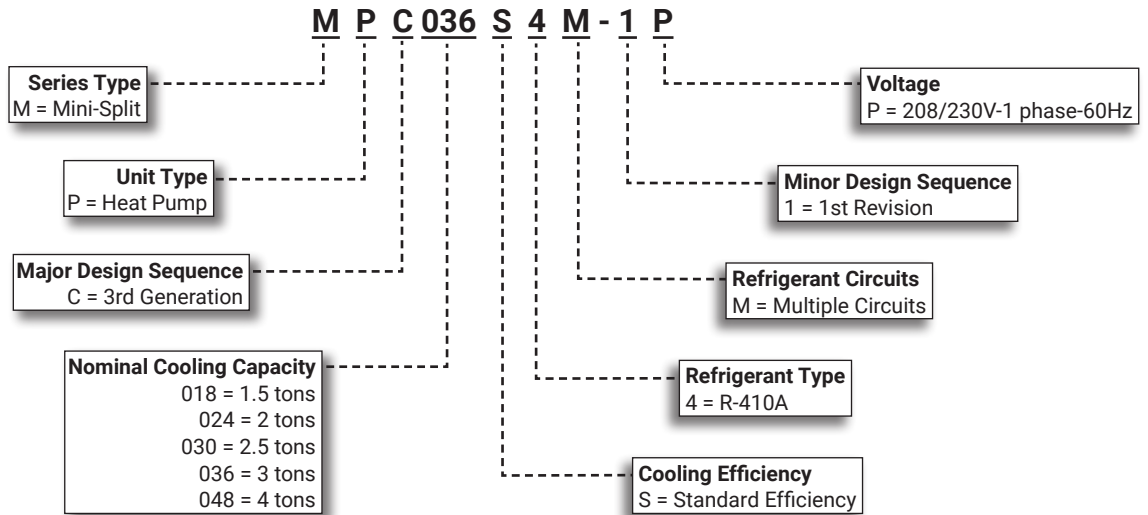 M P C 036 S 4 M - 1 P
Series Type
M = Mini-Split
Voltage
P = 208/230V-1 phase-60Hz
Unit Type
P = Heat Pump
Minor Design Sequence
1 = 1st Revision
Major Design Sequence
C = 3rd Generation
Refrigerant Circuits
M = Multiple Circuits
Nominal Cooling Capacity
018 = 1.5 tons
024 = 2 tons
030 = 2.5 tons
036 = 3 tons
048 = 4 tons
Refrigerant Type
4 = R-410A
Cooling Efficiency
S = Standard Efficiency